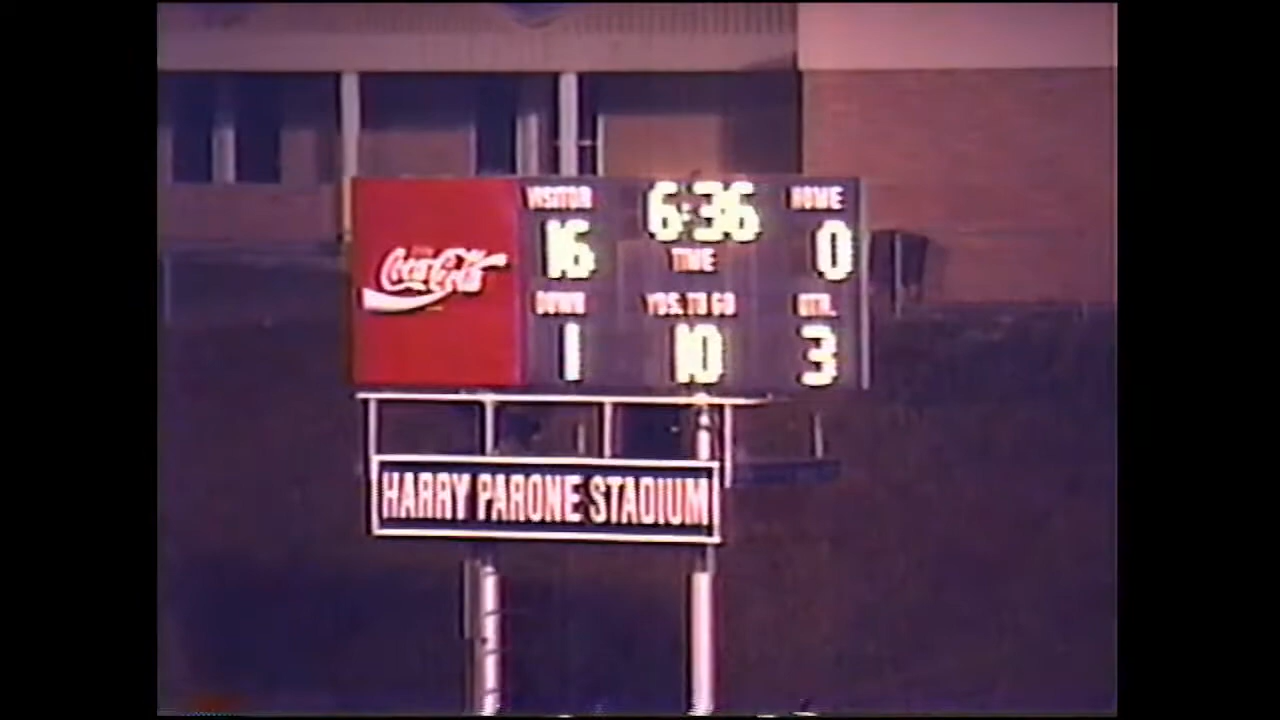 VISITOR 6:36 HOME
16 TIME 0
Coca-Cola
DOWN YDS. TO GO QTR.
1 10 3
HARRY PARONE STADIUM